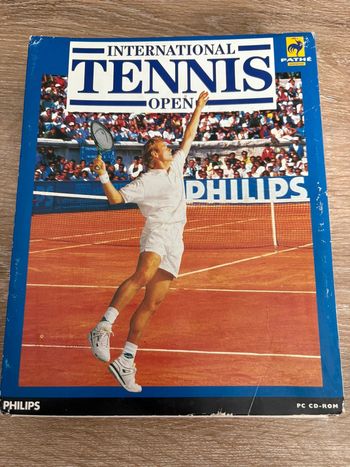 INTERNATIONAL
TENNIS
OPEN
PATHÉ
PHILIPS
PHILIPS
PC CD-ROM